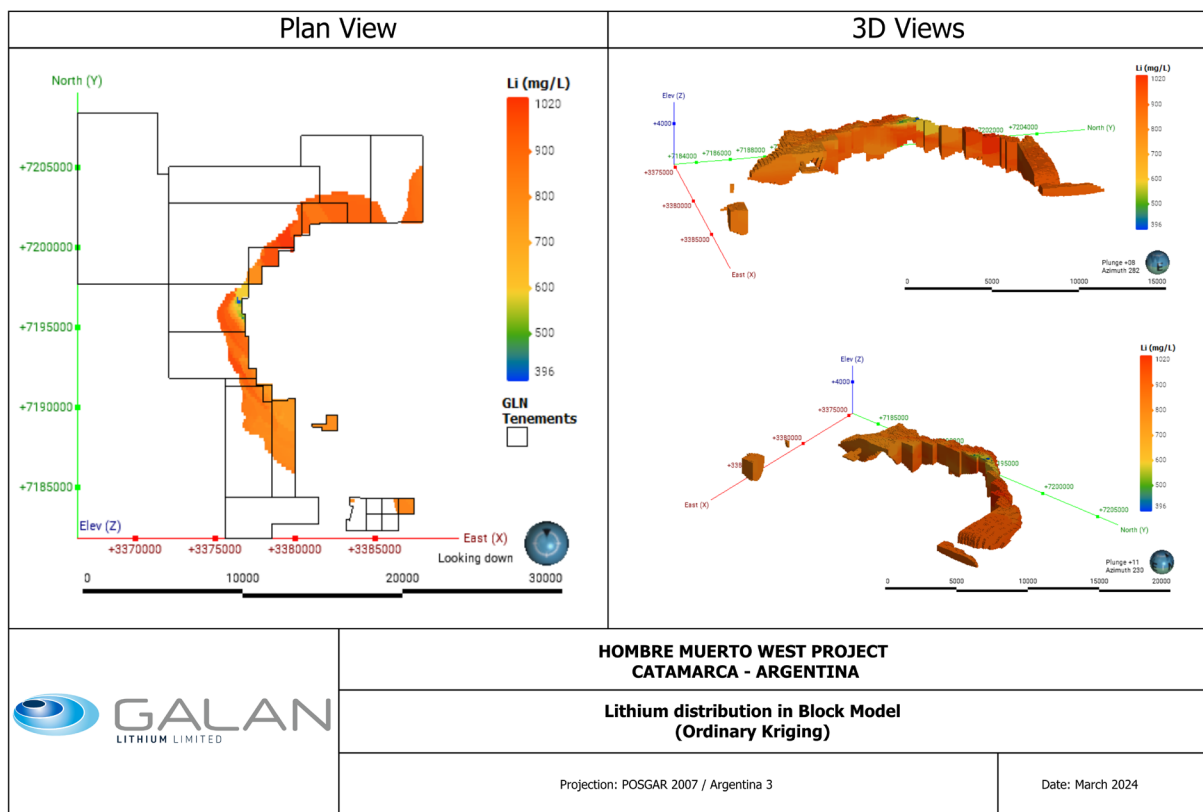 Plan View
3D Views
North (Y)
+7205000
+7200000
+7195000
+7190000
+7185000
Elev (Z)
+3370000
+3375000
+3380000
+3385000
East (X)
Looking down
0
10000
20000
30000
Li (mg/L)
1020
900
800
700
600
500
396
GLN
Tenements
Elev (Z)
+4000
+3375000
+3380000
+3385000
East (X)
+7184000
+7186000
+7188000
7202000
+7204000
North (Y)
Li (mg/L)
1020
900
800
700
600
500
396
Plunge +08
Azimuth 282
0
5000
10000
15000
Elev (Z)
+4000
+3375000
+3380000
East (X)
+7185000
+7200000
+7205000
North (Y)
Li (mg/L)
1020
900
800
700
600
500
396
Plunge +11
Azimuth 230
0
5000
10000
15000
20000
GALAN
LITHIUM LIMITED
HOMBRE MUERTO WEST PROJECT
CATAMARCA - ARGENTINA
Lithium distribution in Block Model
(Ordinary Kriging)
Projection: POSGAR 2007 / Argentina 3
Date: March 2024